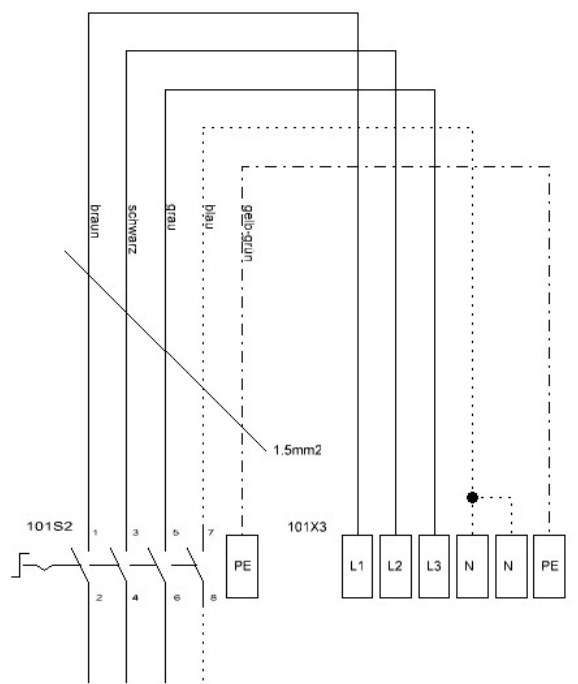 braun
schwarz
grau
blau
gelb-grün
1.5mm2
101S2
1 3 5 7
101X3
PE
L1 L2 L3 N N PE
2 4 6 8